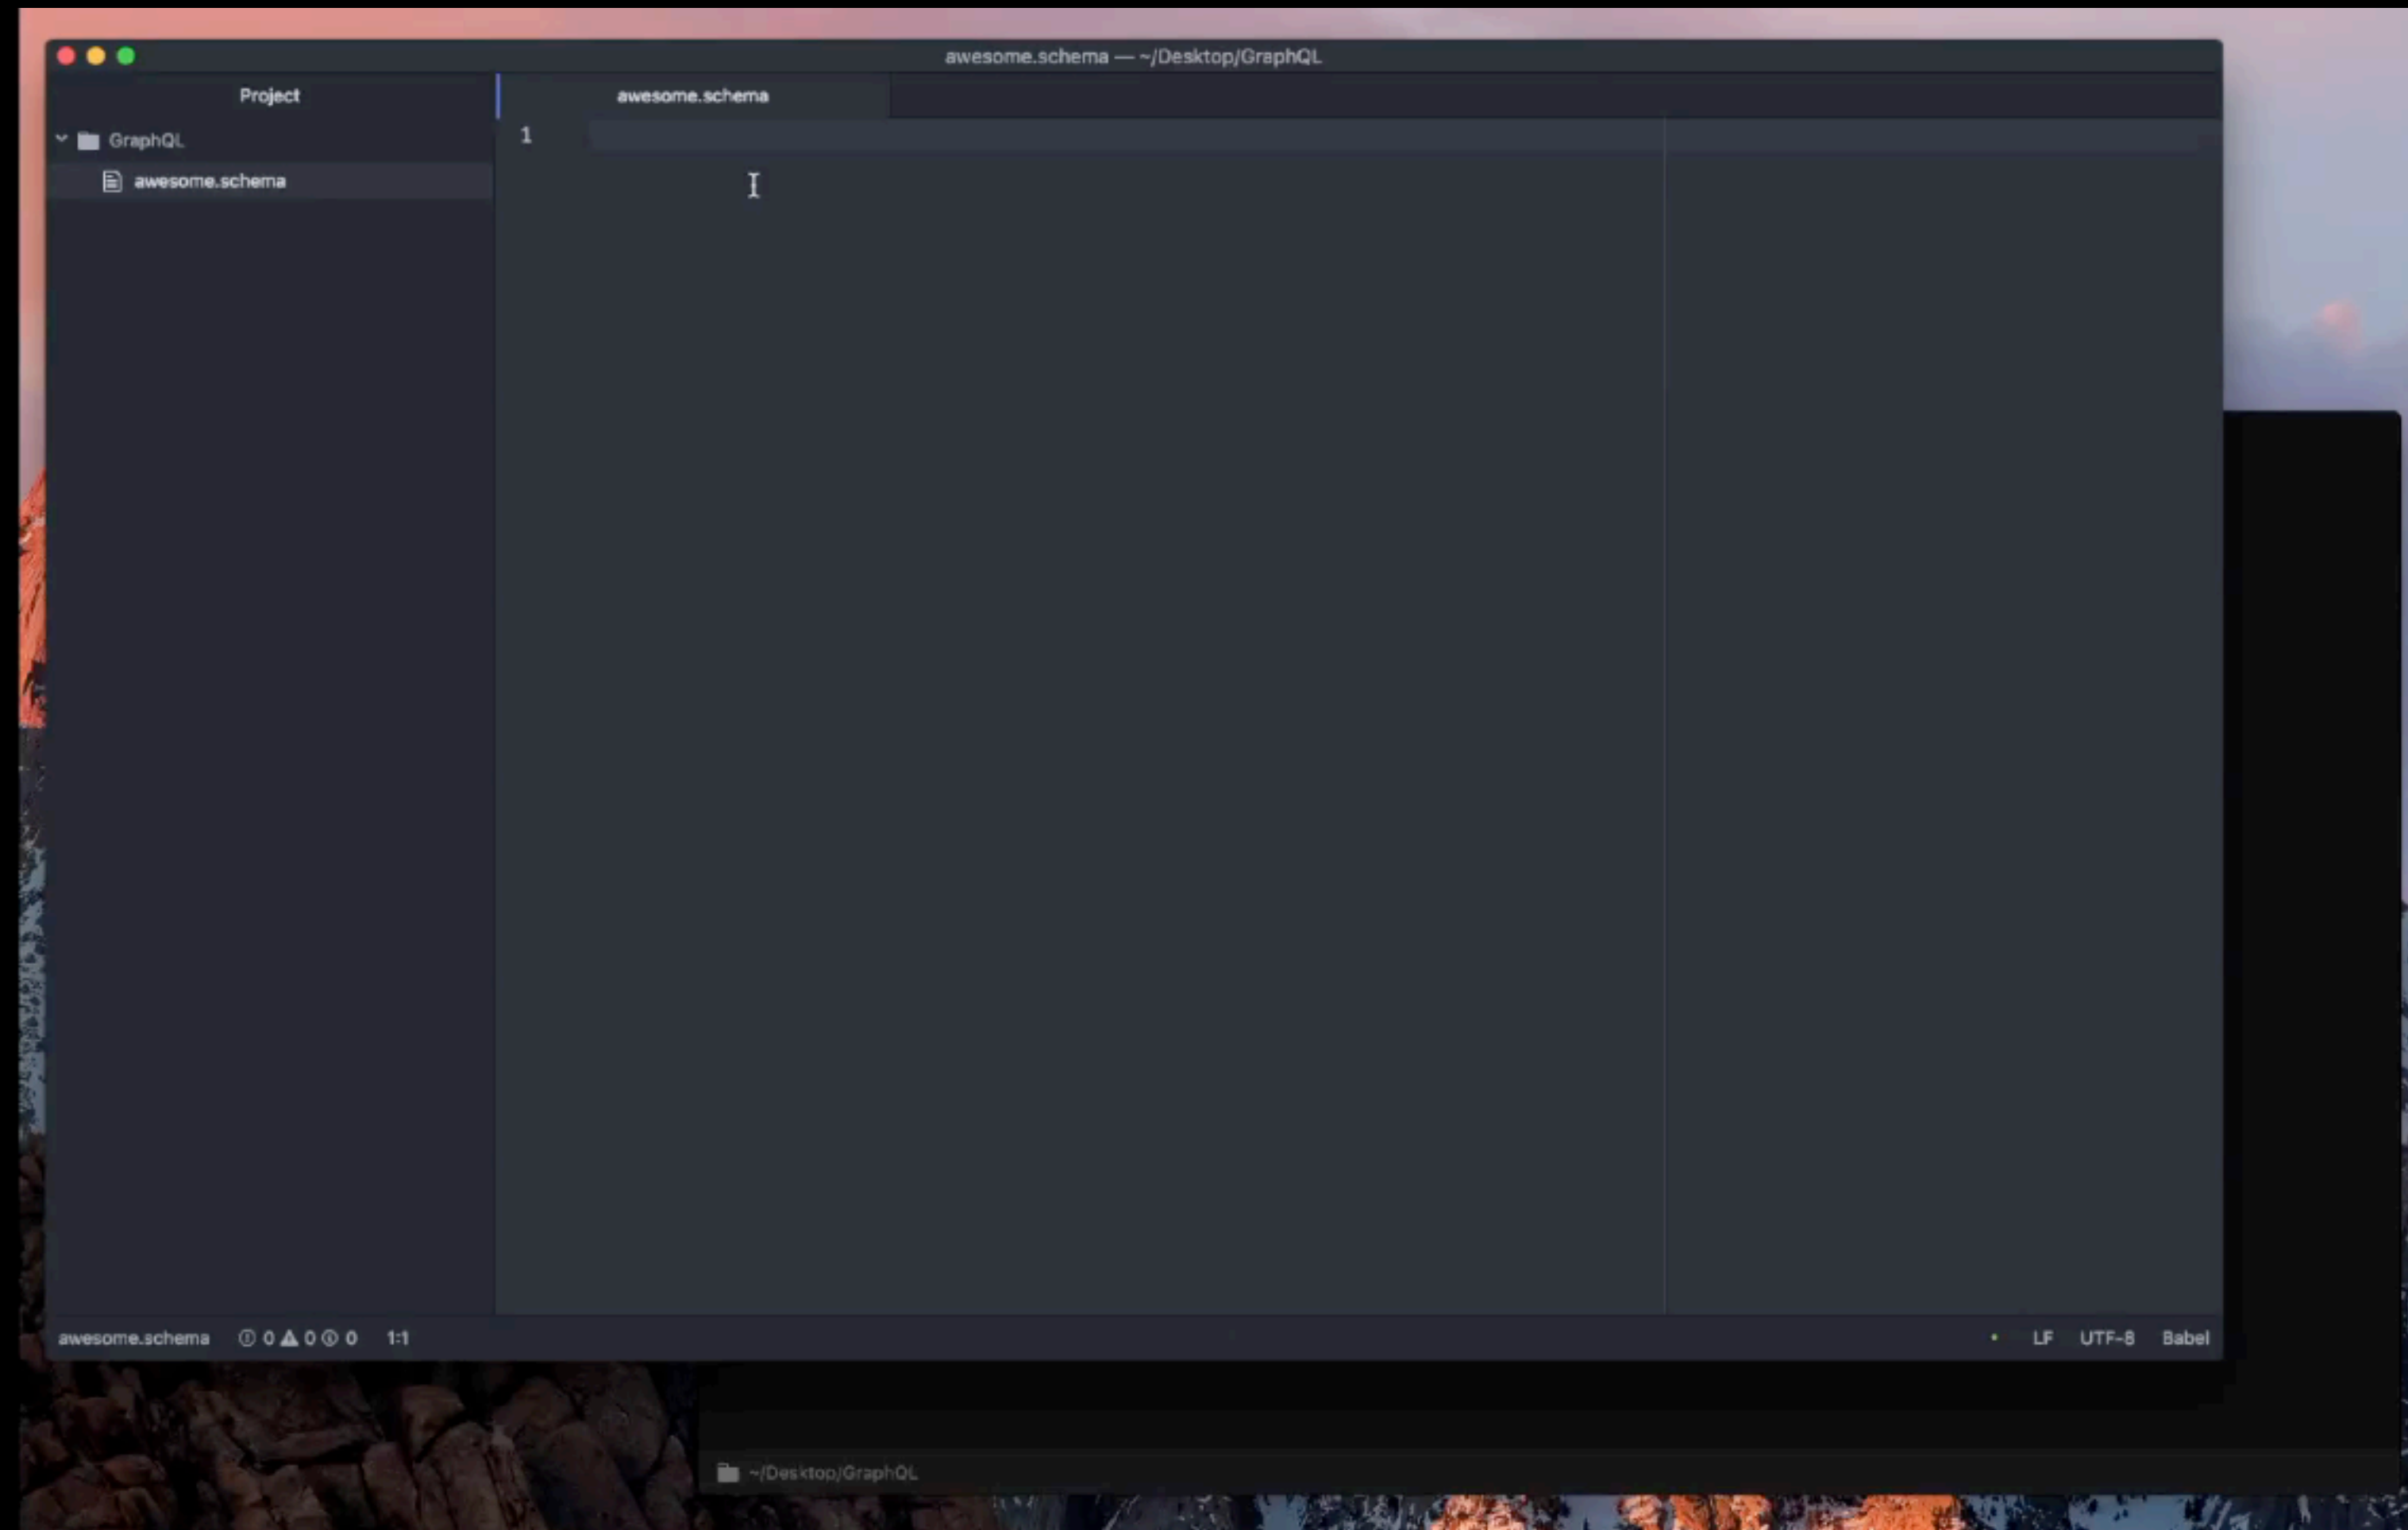 awesome.schema — ~/Desktop/GraphQL
Project
awesome.schema
GraphQL
1
awesome.schema
awesome.schema 0 0 0 1:1
LF UTF-8 Babel
~/Desktop/GraphQL